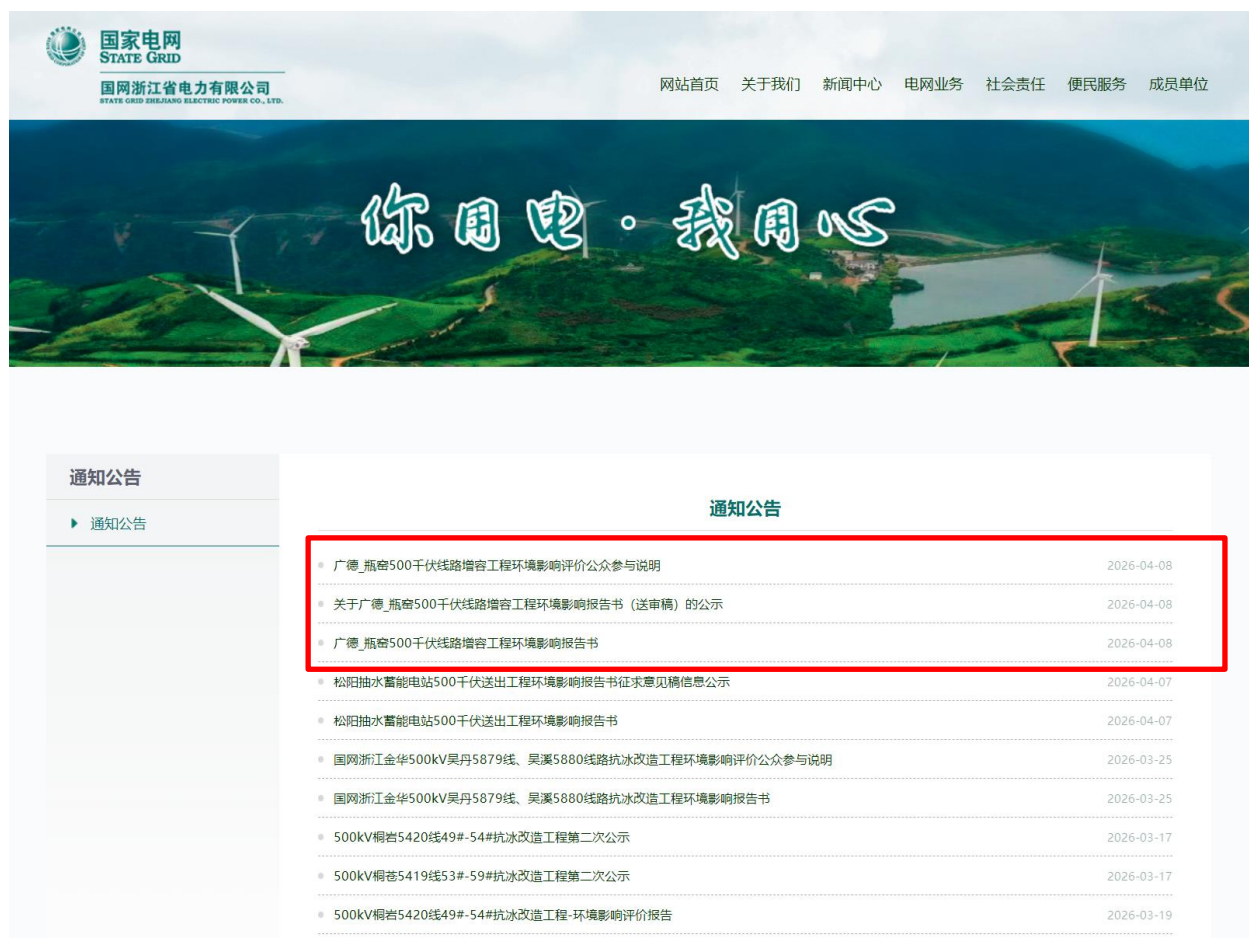 国家电网
STATE GRID
国网浙江省电力有限公司
STATE GRID ZHEJIANG ELECTRIC POWER CO., LTD.
网站首页 关于我们 新闻中心 电网业务 社会责任 便民服务 成员单位
你用电·我用心
通知公告
通知公告
通知公告
广德_瓶窑500千伏线路增容工程环境影响评价公众参与说明 2026-04-08
关于广德_瓶窑500千伏线路增容工程环境影响报告书（送审稿）的公示 2026-04-08
广德_瓶窑500千伏线路增容工程环境影响报告书 2026-04-08
松阳抽水蓄能电站500千伏送出工程环境影响报告书征求意见稿信息公示 2026-04-07
松阳抽水蓄能电站500千伏送出工程环境影响报告书 2026-04-07
国网浙江金华500kV吴丹5879线、吴溪5880线路抗冰改造工程环境影响评价公众参与说明 2026-03-25
国网浙江金华500kV吴丹5879线、吴溪5880线路抗冰改造工程环境影响报告书 2026-03-25
500kV桐岩5420线49#-54#抗冰改造工程第二次公示 2026-03-17
500kV桐苍5419线53#-59#抗冰改造工程第二次公示 2026-03-17
500kV桐岩5420线49#-54#抗冰改造工程-环境影响评价报告 2026-03-19